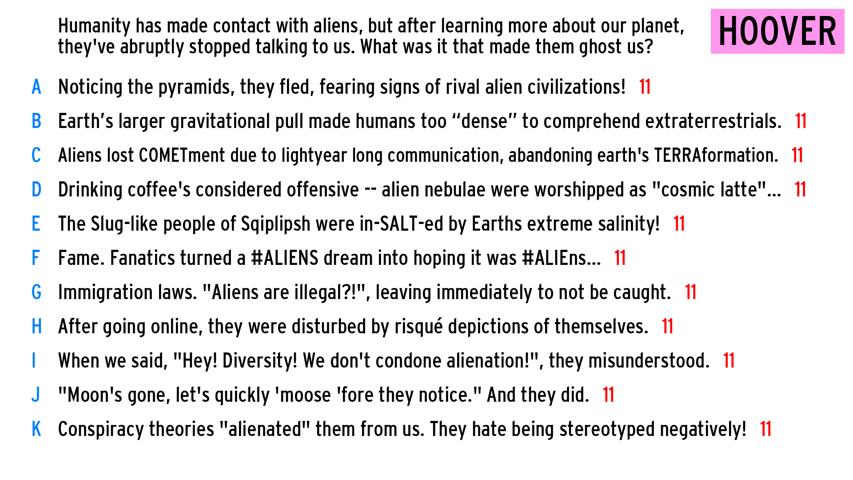 Humanity has made contact with aliens, but after learning more about our planet,
they've abruptly stopped talking to us. What was it that made them ghost us?
HOOVER
A Noticing the pyramids, they fled, fearing signs of rival alien civilizations! 11
B Earth’s larger gravitational pull made humans too “dense” to comprehend extraterrestrials. 11
C Aliens lost COMETment due to lightyear long communication, abandoning earth's TERRAformation. 11
D Drinking coffee's considered offensive -- alien nebulae were worshipped as "cosmic latte"... 11
E The Slug-like people of Sqiplipsh were in-SALT-ed by Earths extreme salinity! 11
F Fame. Fanatics turned a #ALIENS dream into hoping it was #ALIEns... 11
G Immigration laws. "Aliens are illegal?!", leaving immediately to not be caught. 11
H After going online, they were disturbed by risqué depictions of themselves. 11
I When we said, "Hey! Diversity! We don't condone alienation!", they misunderstood. 11
J "Moon's gone, let's quickly 'moose 'fore they notice." And they did. 11
K Conspiracy theories "alienated" them from us. They hate being stereotyped negatively! 11